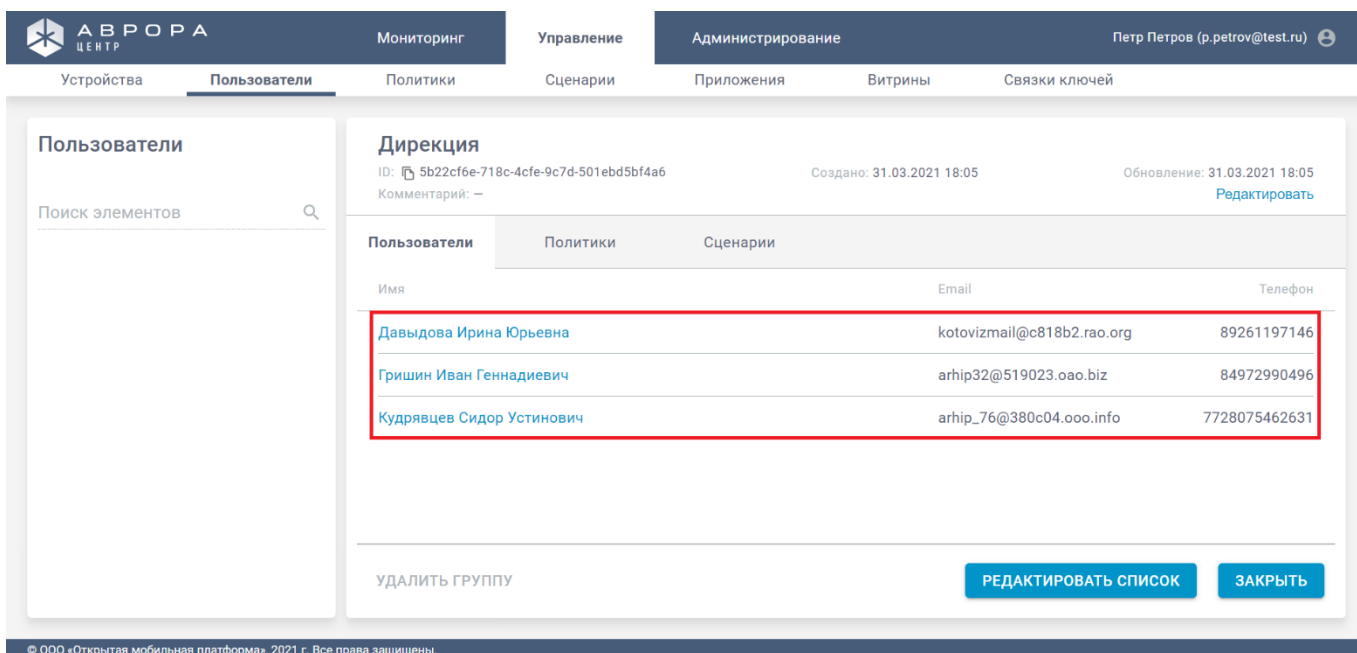 АВРОРА
ЦЕНТР
Мониторинг Управление Администрирование Петр Петров (p.petrov@test.ru)
Устройства Пользователи Политики Сценарии Приложения Витрины Связки ключей
Пользователи
Поиск элементов
Дирекция
ID: 5b22cf6e-718c-4cfe-9c7d-501ebd5bf4a6 Создано: 31.03.2021 18:05 Обновление: 31.03.2021 18:05
Комментарий: — Редактировать
Пользователи Политики Сценарии
Имя Email Телефон
Давыдова Ирина Юрьевна kotovizmail@c818b2.rao.org 89261197146
Гришин Иван Геннадиевич arhip32@519023.oao.biz 84972990496
Кудрявцев Сидор Устинович arhip_76@380c04.ooo.info 7728075462631
УДАЛИТЬ ГРУППУ РЕДАКТИРОВАТЬ СПИСОК ЗАКРЫТЬ
© ООО «Открытая мобильная платформа», 2021 г. Все права защищены.